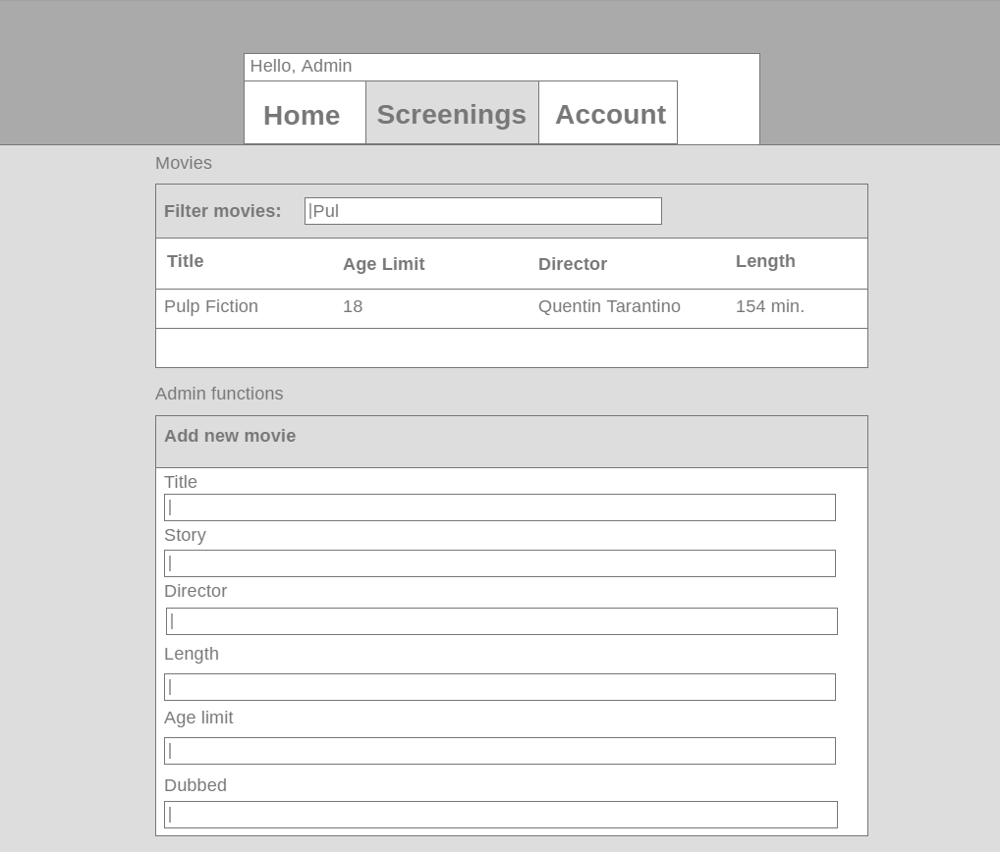 Hello, Admin
Home Screenings Account
Movies
Filter movies: |Pul
Title Age Limit Director Length
Pulp Fiction 18 Quentin Tarantino 154 min.
Admin functions
Add new movie
Title
|
Story
|
Director
|
Length
|
Age limit
|
Dubbed
|